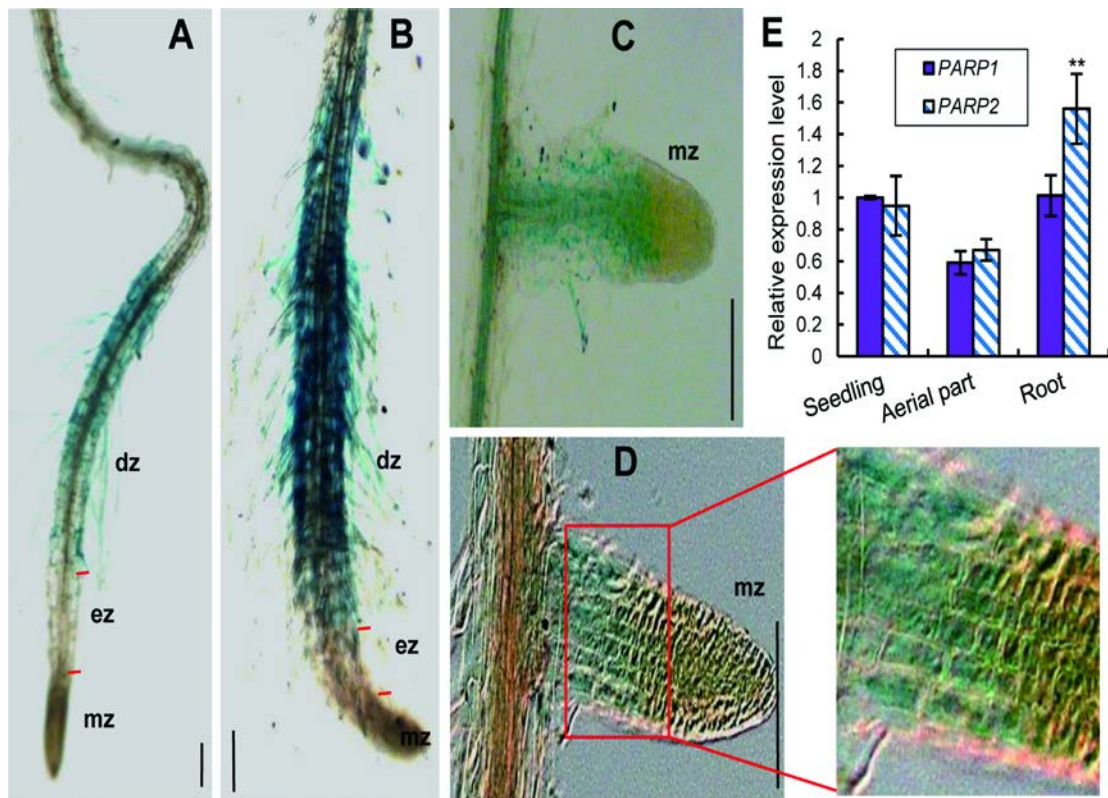 A
dz
ez
mz
B
dz
ez
mz
C
mz
D
mz
E
Relative expression level
2
1.8
1.6
1.4
1.2
1
0.8
0.6
0.4
0.2
0
PARP1
PARP2
**
Seedling
Aerial part
Root